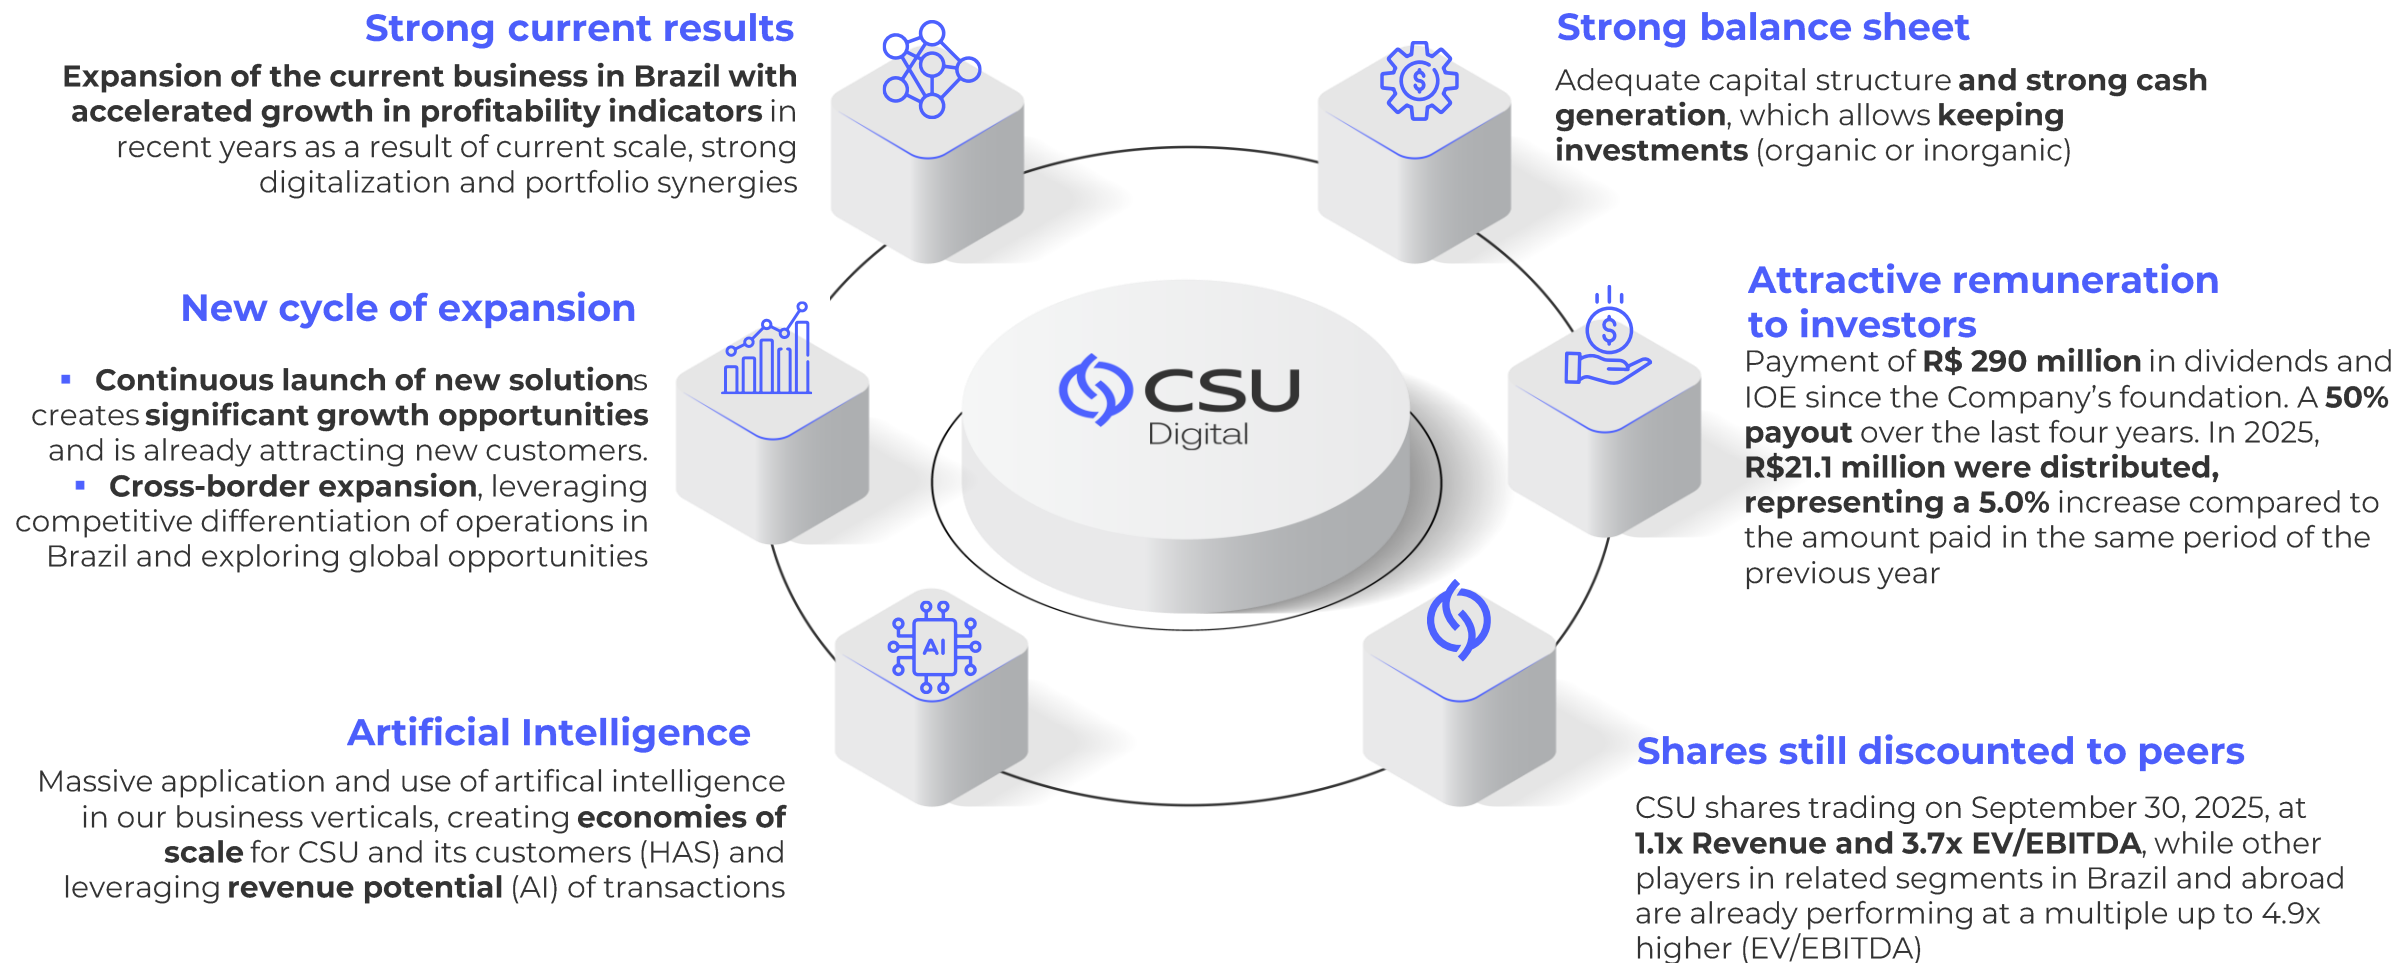 Strong current results
Expansion of the current business in Brazil with
accelerated growth in profitability indicators in
recent years as a result of current scale, strong
digitalization and portfolio synergies
New cycle of expansion
▪ Continuous launch of new solutions
creates significant growth opportunities
and is already attracting new customers.
▪ Cross-border expansion, leveraging
competitive differentiation of operations in
Brazil and exploring global opportunities
Artificial Intelligence
Massive application and use of artifical intelligence
in our business verticals, creating economies of
scale for CSU and its customers (HAS) and
leveraging revenue potential (AI) of transactions
AI
CSU
Digital
Strong balance sheet
Adequate capital structure and strong cash
generation, which allows keeping
investments (organic or inorganic)
$
Attractive remuneration
to investors
Payment of R$ 290 million in dividends and
IOE since the Company’s foundation. A 50%
payout over the last four years. In 2025,
R$21.1 million were distributed,
representing a 5.0% increase compared to
the amount paid in the same period of the
previous year
$
Shares still discounted to peers
CSU shares trading on September 30, 2025, at
1.1x Revenue and 3.7x EV/EBITDA, while other
players in related segments in Brazil and abroad
are already performing at a multiple up to 4.9x
higher (EV/EBITDA)